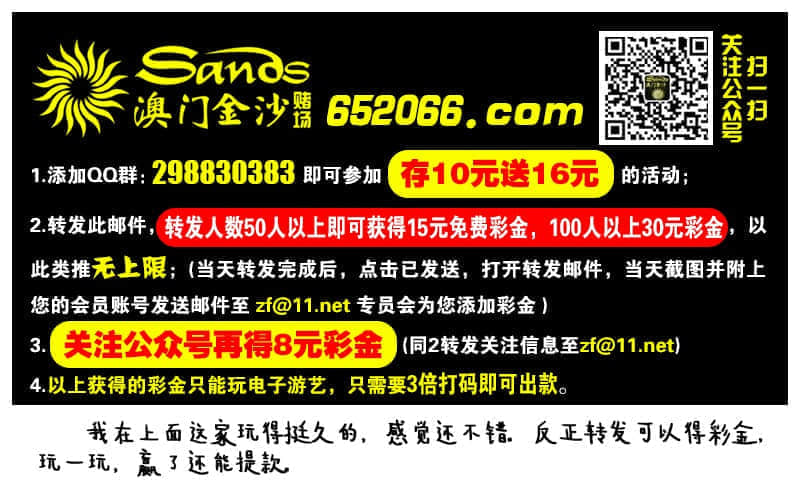 Sands
澳门金沙赌场 652066.com
扫一扫
关注公众号
1.添加QQ群:298830383 即可参加 存10元送16元 的活动;
2.转发此邮件,转发人数50人以上即可获得15元免费彩金,100人以上30元彩金,以
此类推无上限;(当天转发完成后,点击已发送,打开转发邮件,当天截图并附上
您的会员账号发送邮件至 zf@11.net 专员会为您添加彩金)
3. 关注公众号再得8元彩金 (同2转发关注信息至zf@11.net)
4.以上获得的彩金只能玩电子游艺,只需要3倍打码即可出款。
我在上面这家玩得挺久的,感觉还不错.反正转发可以得彩金,
玩一玩,赢了还能提款.